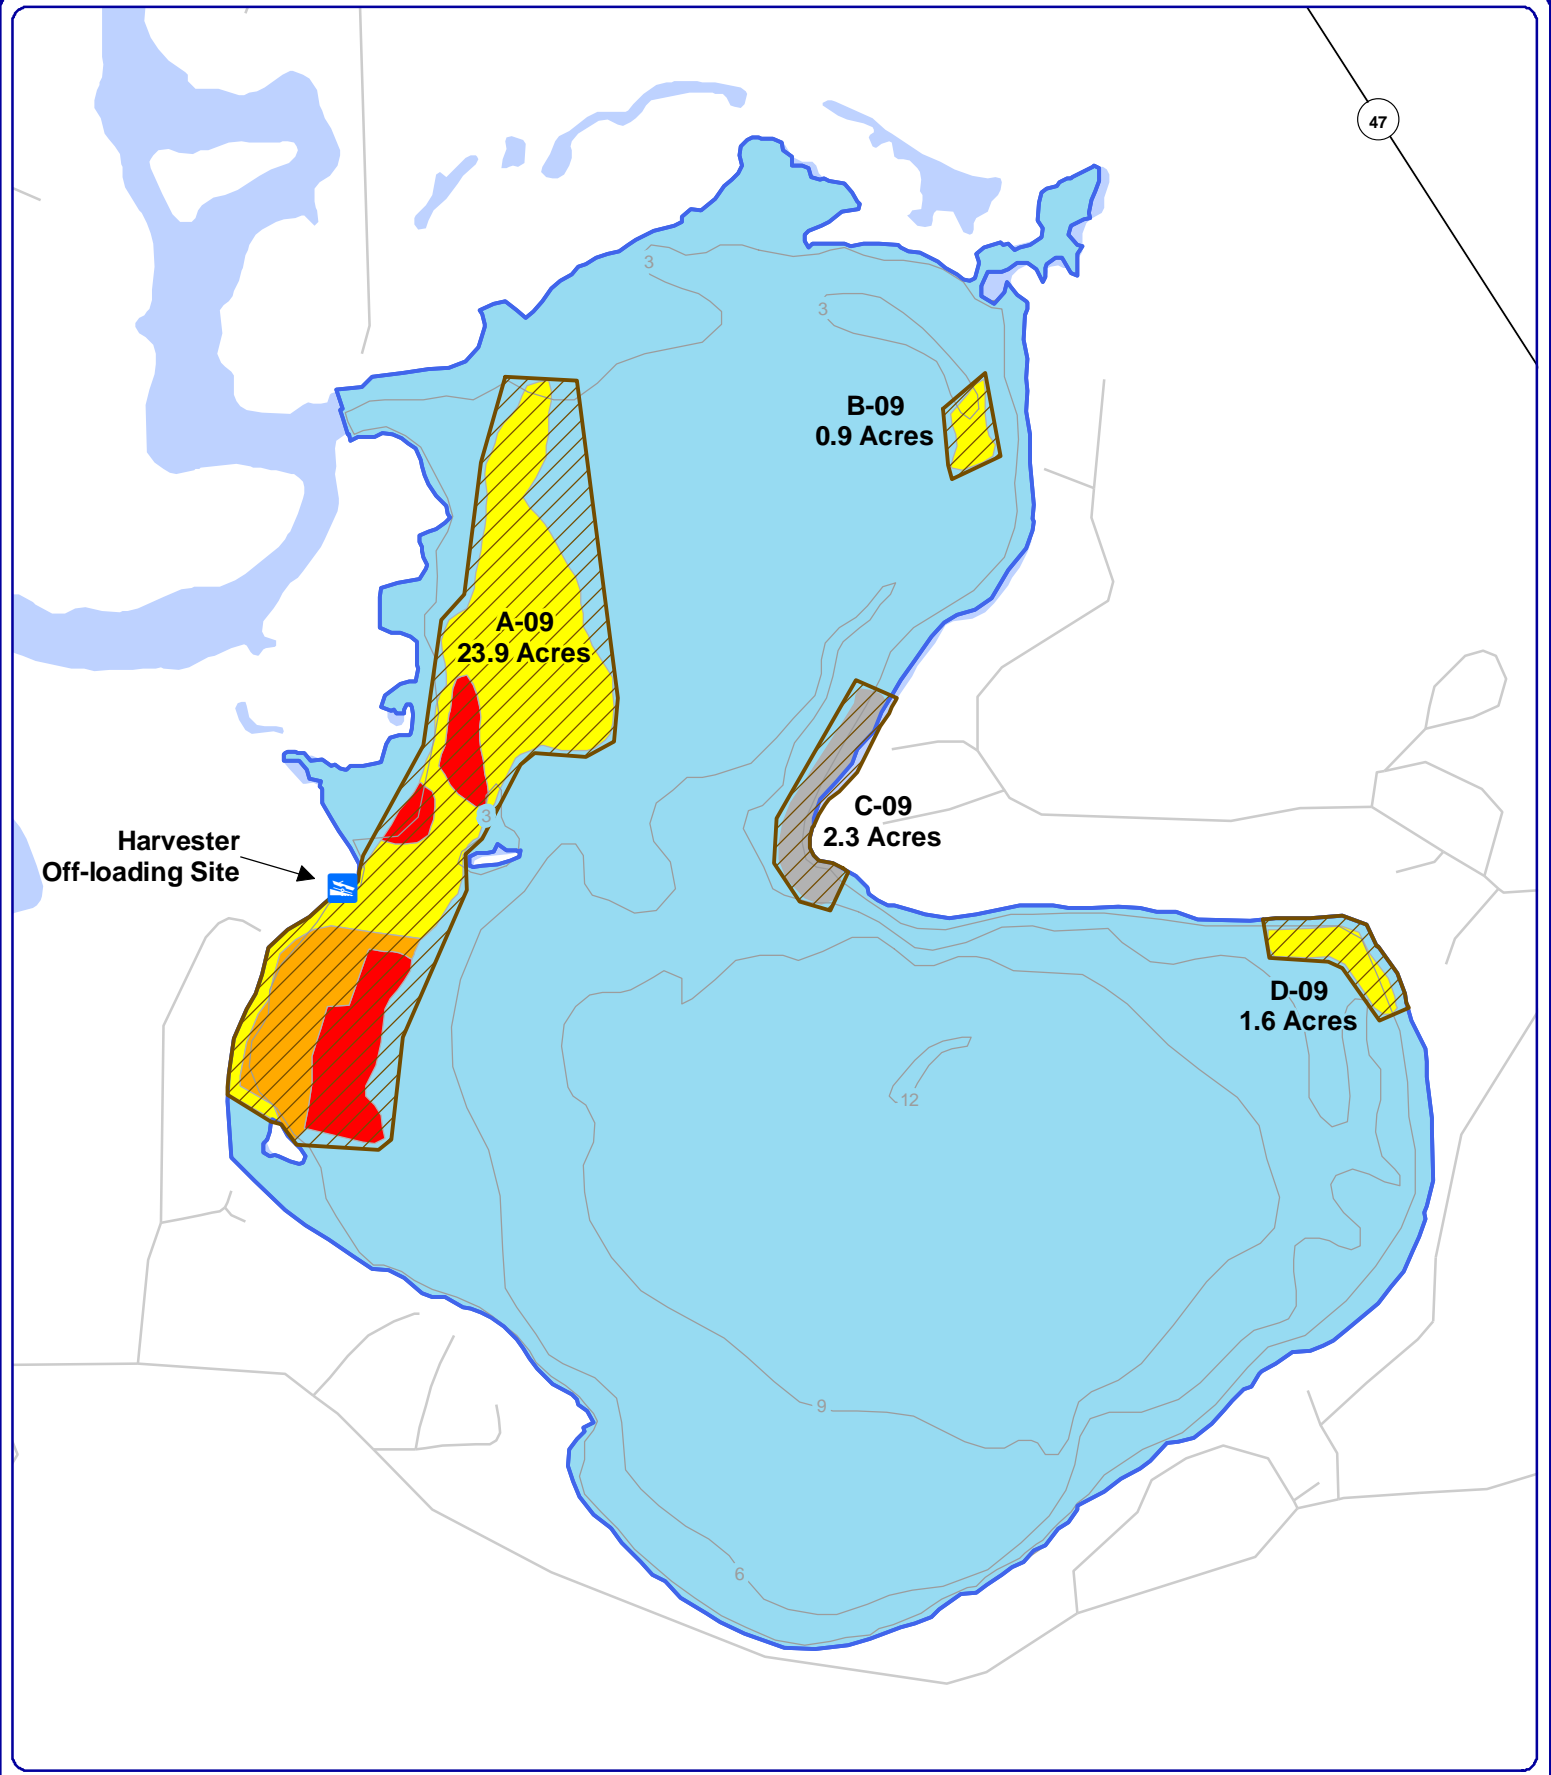 47
3
3
B-09
0.9 Acres
A-09
23.9 Acres
3
C-09
2.3 Acres
Harvester
Off-loading Site
D-09
1.6 Acres
12
9
6